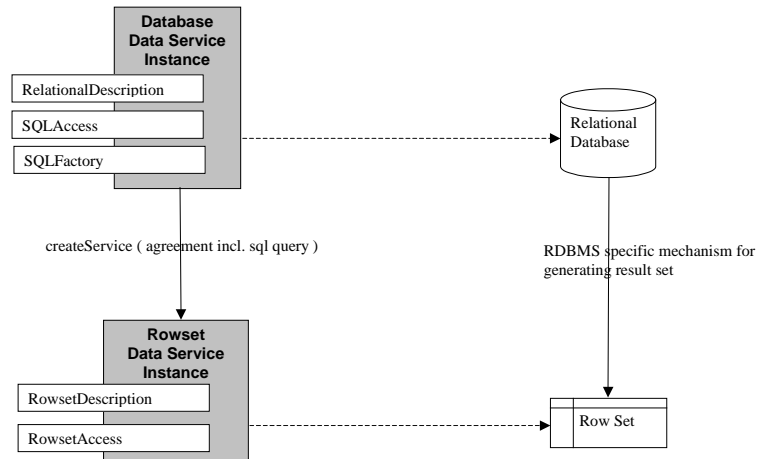 Database
Data Service
Instance
RelationalDescription
SQLAccess
SQLFactory
Relational
Database
createService ( agreement incl. sql query )
RDBMS specific mechanism for
generating result set
Rowset
Data Service
Instance
RowsetDescription
RowsetAccess
Row Set